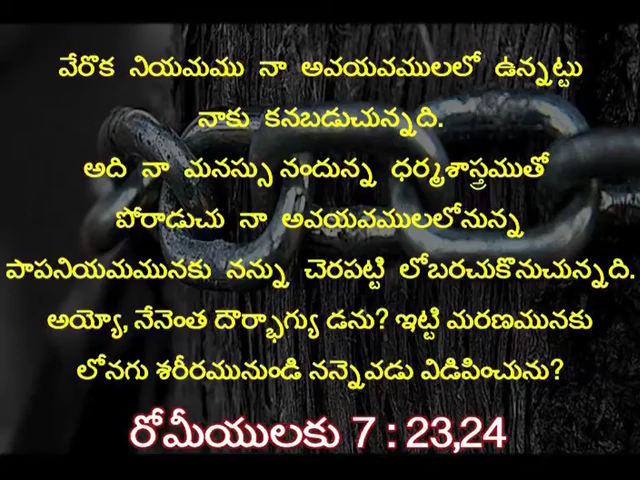 వేరొక నియమము నా అవయవములలో ఉన్నట్టు
నాకు కనబడుచున్నది.
అది నా మనస్సు నందున్న ధర్మశాస్త్రముతో
పోరాడుచు నా అవయవములలోనున్న
పాపనియమమునకు నన్ను చెరపట్టి లోబరచుకొనుచున్నది.
అయ్యో, నేనెంత దౌర్భాగ్యు డను? ఇట్టి మరణమునకు
లోనగు శరీరమునుండి నన్నెవడు విడిపించును?
రోమీయులకు 7 : 23,24